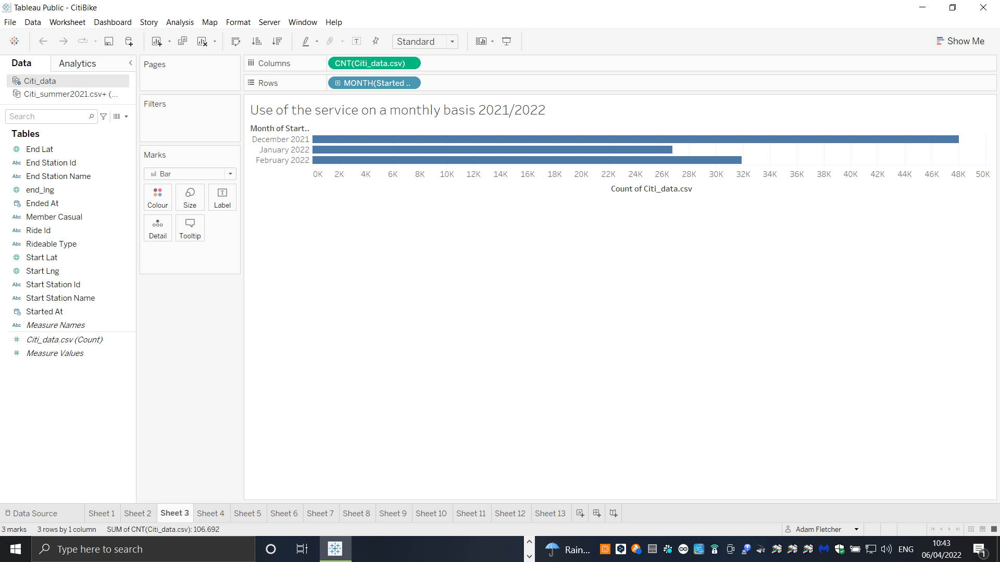 Tableau Public - CitiBike
File Data Worksheet Dashboard Story Analysis Map Format Server Window Help
Standard
Show Me
Data Analytics
Citi_data
Citi_summer2021.csv+ (...
Search
Tables
End Lat
Abc End Station Id
Abc End Station Name
end_lng
Ended At
Abc Member Casual
Abc Ride Id
Abc Rideable Type
Start Lat
Start Lng
Abc Start Station Id
Abc Start Station Name
Started At
Abc Measure Names
# Citi_data.csv (Count)
# Measure Values
Pages
Filters
Marks
Bar
Colour Size Label
Detail Tooltip
Columns CNT(Citi_data.csv)
Rows MONTH(Started ..
Use of the service on a monthly basis 2021/2022
Month of Start..
December 2021
January 2022
February 2022
0K 2K 4K 6K 8K 10K 12K 14K 16K 18K 20K 22K 24K 26K 28K 30K 32K 34K 36K 38K 40K 42K 44K 46K 48K 50K
Count of Citi_data.csv
Data Source Sheet 1 Sheet 2 Sheet 3 Sheet 4 Sheet 5 Sheet 6 Sheet 7 Sheet 8 Sheet 9 Sheet 10 Sheet 11 Sheet 12 Sheet 13
3 marks 3 rows by 1 column SUM of CNT(Citi_data.csv): 106,692
Adam Fletcher
Type here to search
Rain...
ENG
10:43
06/04/2022
1